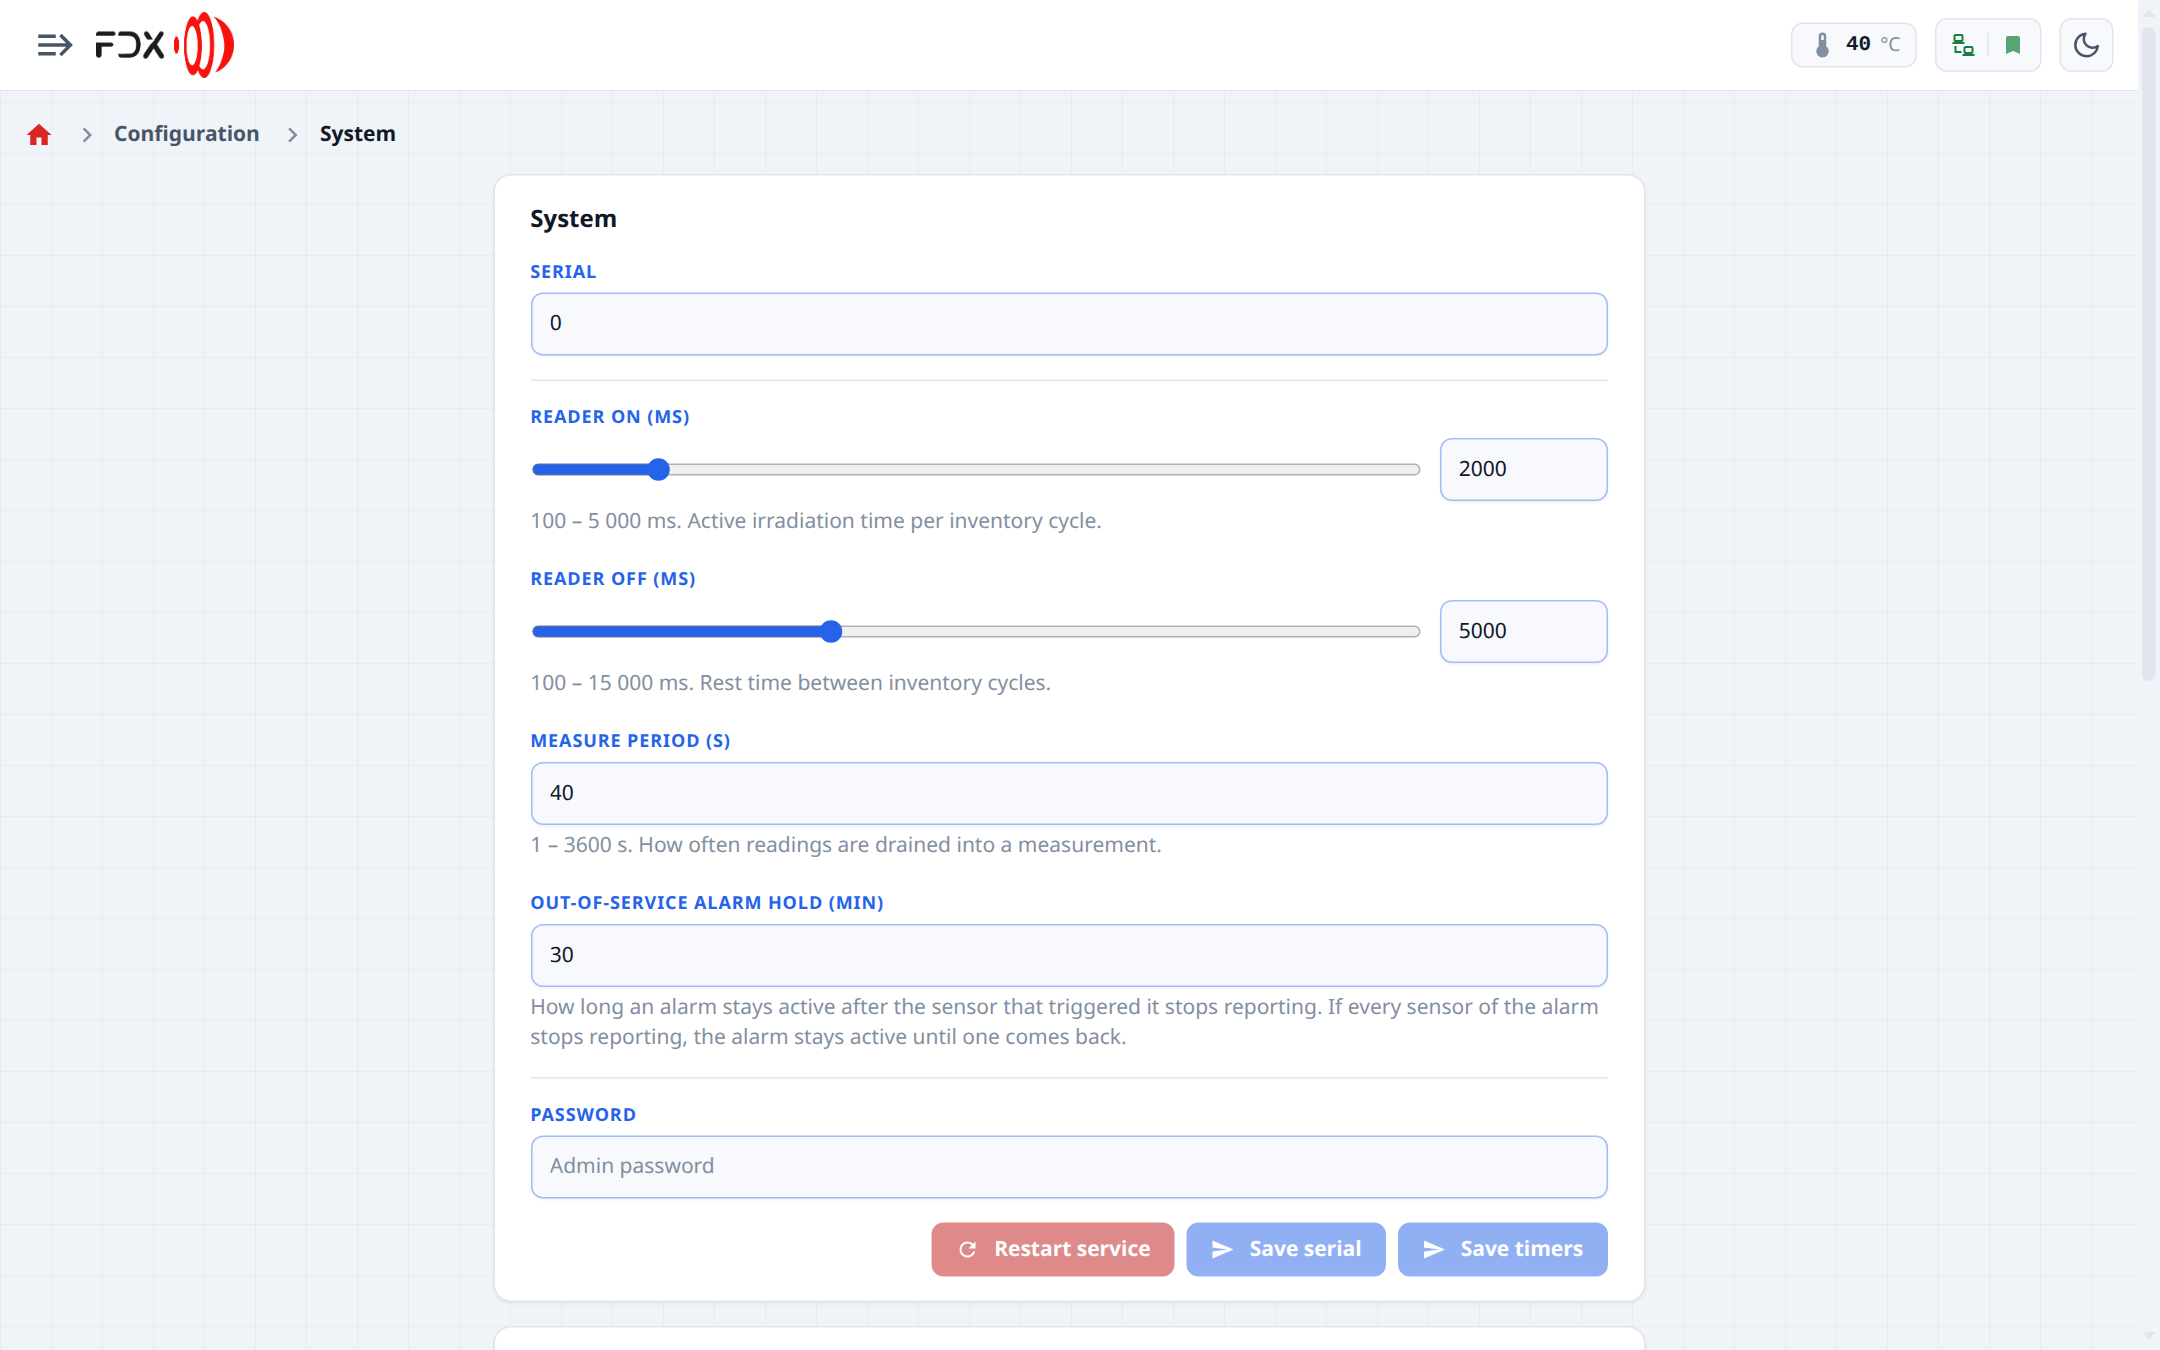 FDX
40 °C
Configuration
System
System
SERIAL
0
READER ON (MS)
2000
100 – 5 000 ms. Active irradiation time per inventory cycle.
READER OFF (MS)
5000
100 – 15 000 ms. Rest time between inventory cycles.
MEASURE PERIOD (S)
40
1 – 3600 s. How often readings are drained into a measurement.
OUT-OF-SERVICE ALARM HOLD (MIN)
30
How long an alarm stays active after the sensor that triggered it stops reporting. If every sensor of the alarm
stops reporting, the alarm stays active until one comes back.
PASSWORD
Admin password
Restart service
Save serial
Save timers